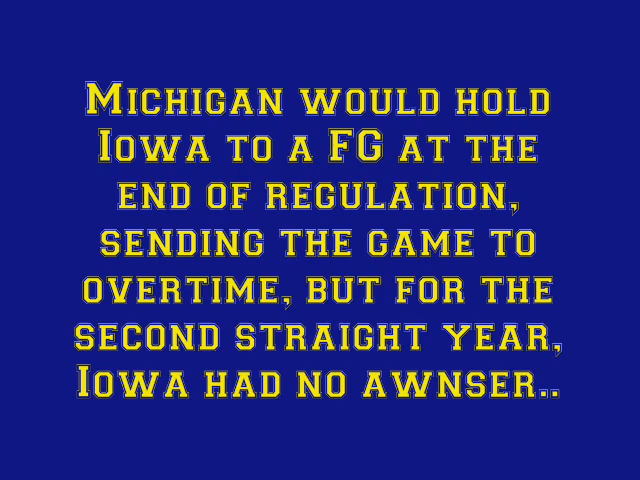 Michigan would hold
Iowa to a FG at the
end of regulation,
sending the game to
overtime, but for the
second straight year,
Iowa had no awnser..